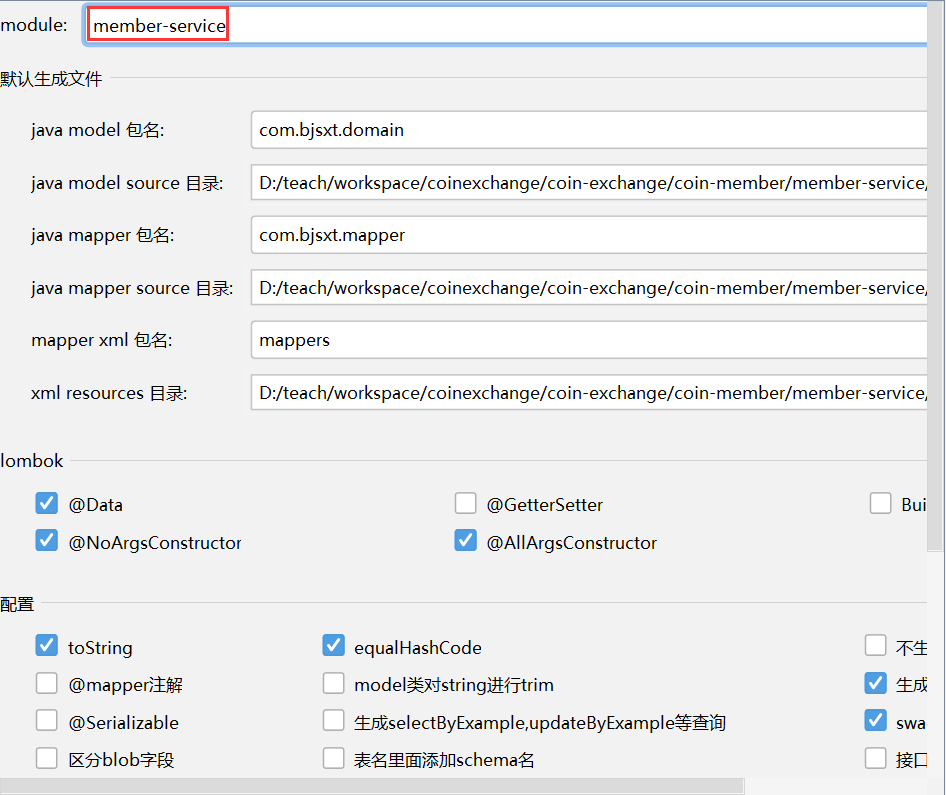 module: member-service
默认生成文件
java model 包名: com.bjsxt.domain
java model source 目录: D:/teach/workspace/coinexchange/coin-exchange/coin-member/member-service/
java mapper 包名: com.bjsxt.mapper
java mapper source 目录: D:/teach/workspace/coinexchange/coin-exchange/coin-member/member-service/
mapper xml 包名: mappers
xml resources 目录: D:/teach/workspace/coinexchange/coin-exchange/coin-member/member-service/
lombok
@Data @GetterSetter Bui
@NoArgsConstructor @AllArgsConstructor
配置
toString equalHashCode 不生
@mapper注解 model类对string进行trim 生成
@Serializable 生成selectByExample,updateByExample等查询 swa
区分blob字段 表名里面添加schema名 接口